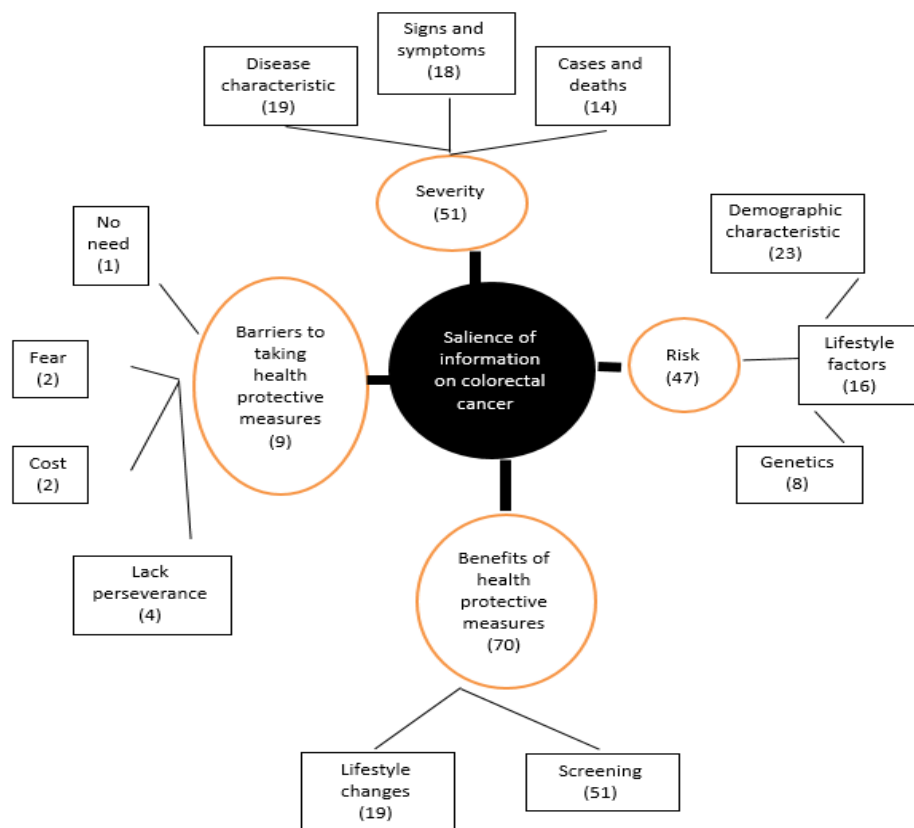 Signs and
symptoms
(18)
Disease
characteristic
(19)
Cases and
deaths
(14)
Severity
(51)
No
need
(1)
Demographic
characteristic
(23)
Barriers to
taking
health
protective
measures
(9)
Salience of
information
on colorectal
cancer
Risk
(47)
Lifestyle
factors
(16)
Fear
(2)
Cost
(2)
Genetics
(8)
Lack
perseverance
(4)
Benefits of
health
protective
measures
(70)
Lifestyle
changes
(19)
Screening
(51)